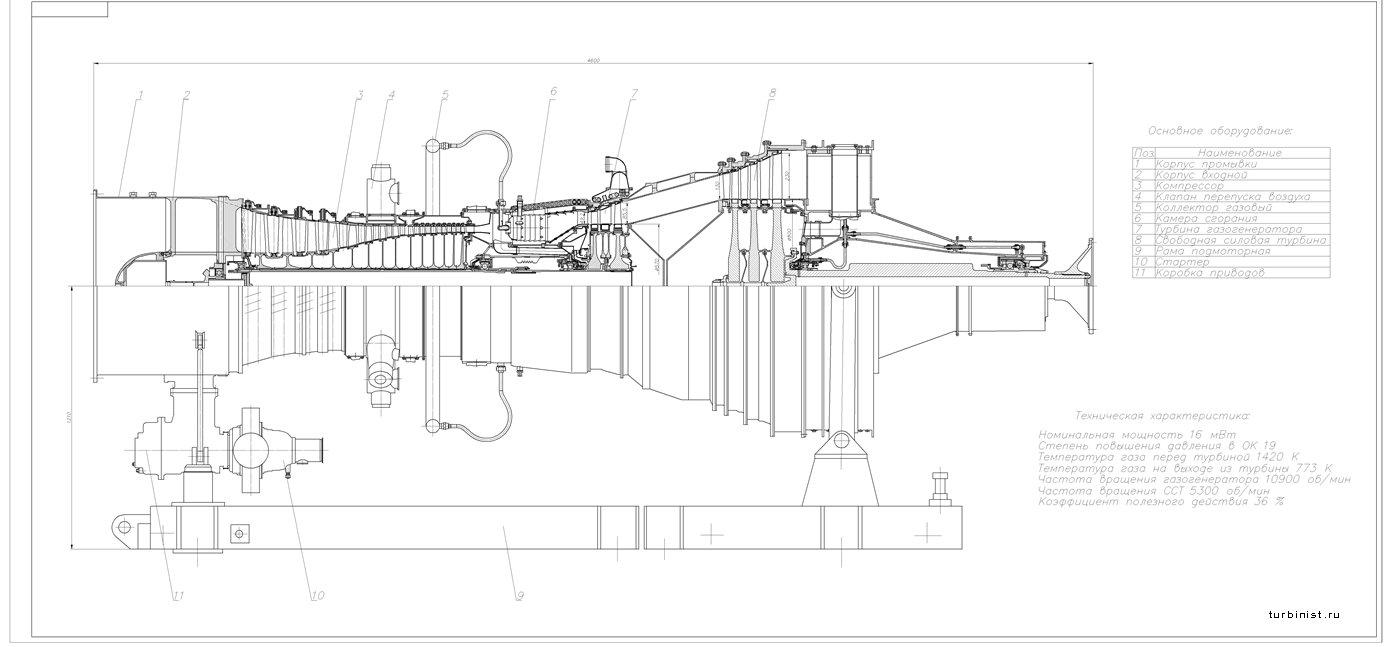 4600
1
2
3
4
5
6
7
8
Основное оборудование:
Поз. Наименование
1 Корпус промывки
2 Корпус входной
3 Компрессор
4 Клапан перепуска воздуха
5 Коллектор газовый
6 Камера сгорания
7 Турбина газогенератора
8 Свободная силовая турбина
9 Рама подмоторная
10 Стартер
11 Коробка приводов
1210
Техническая характеристика:
Номинальная мощность 16 мВт
Степень повышения давления в ОК 19
Температура газа перед турбиной 1420 К
Температура газа на выходе из турбины 773 К
Частота вращения газогенератора 10900 об/мин
Частота вращения ССТ 5300 об/мин
Коэффициент полезного действия 36 %
11
10
9
turbinist.ru